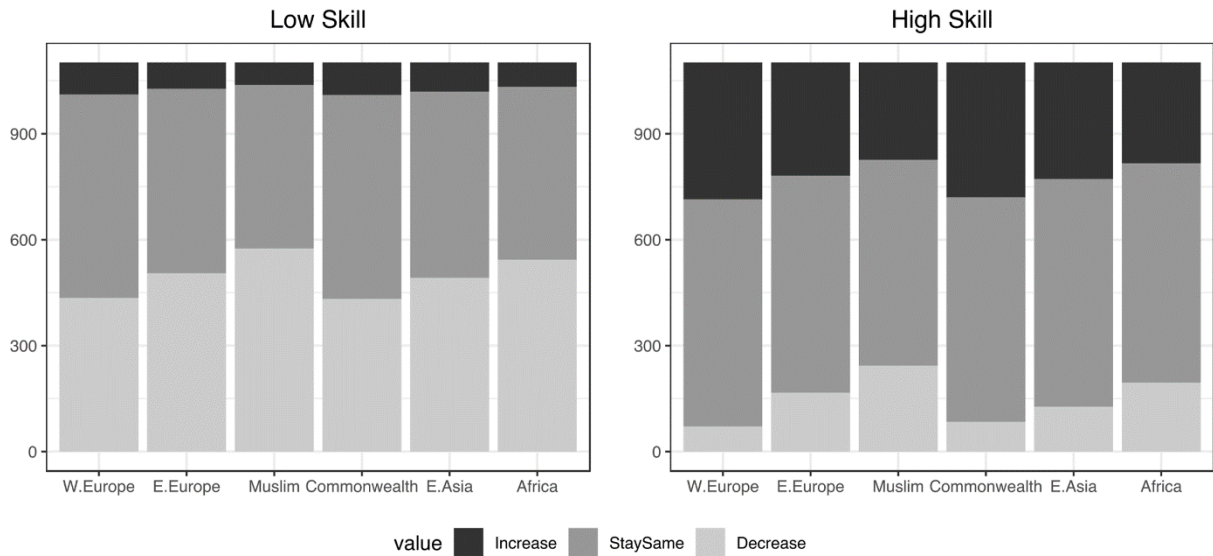 Low Skill
900
600
300
0
W.Europe E.Europe Muslim Commonwealth E.Asia Africa
High Skill
900
600
300
0
W.Europe E.Europe Muslim Commonwealth E.Asia Africa
value Increase StaySame Decrease